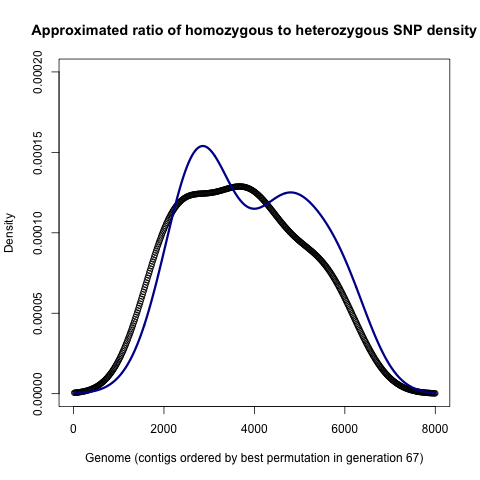 Approximated ratio of homozygous to heterozygous SNP density
0.00020
0.00015
0.00010
0.00005
0.00000
Density
0 2000 4000 6000 8000
Genome (contigs ordered by best permutation in generation 67)